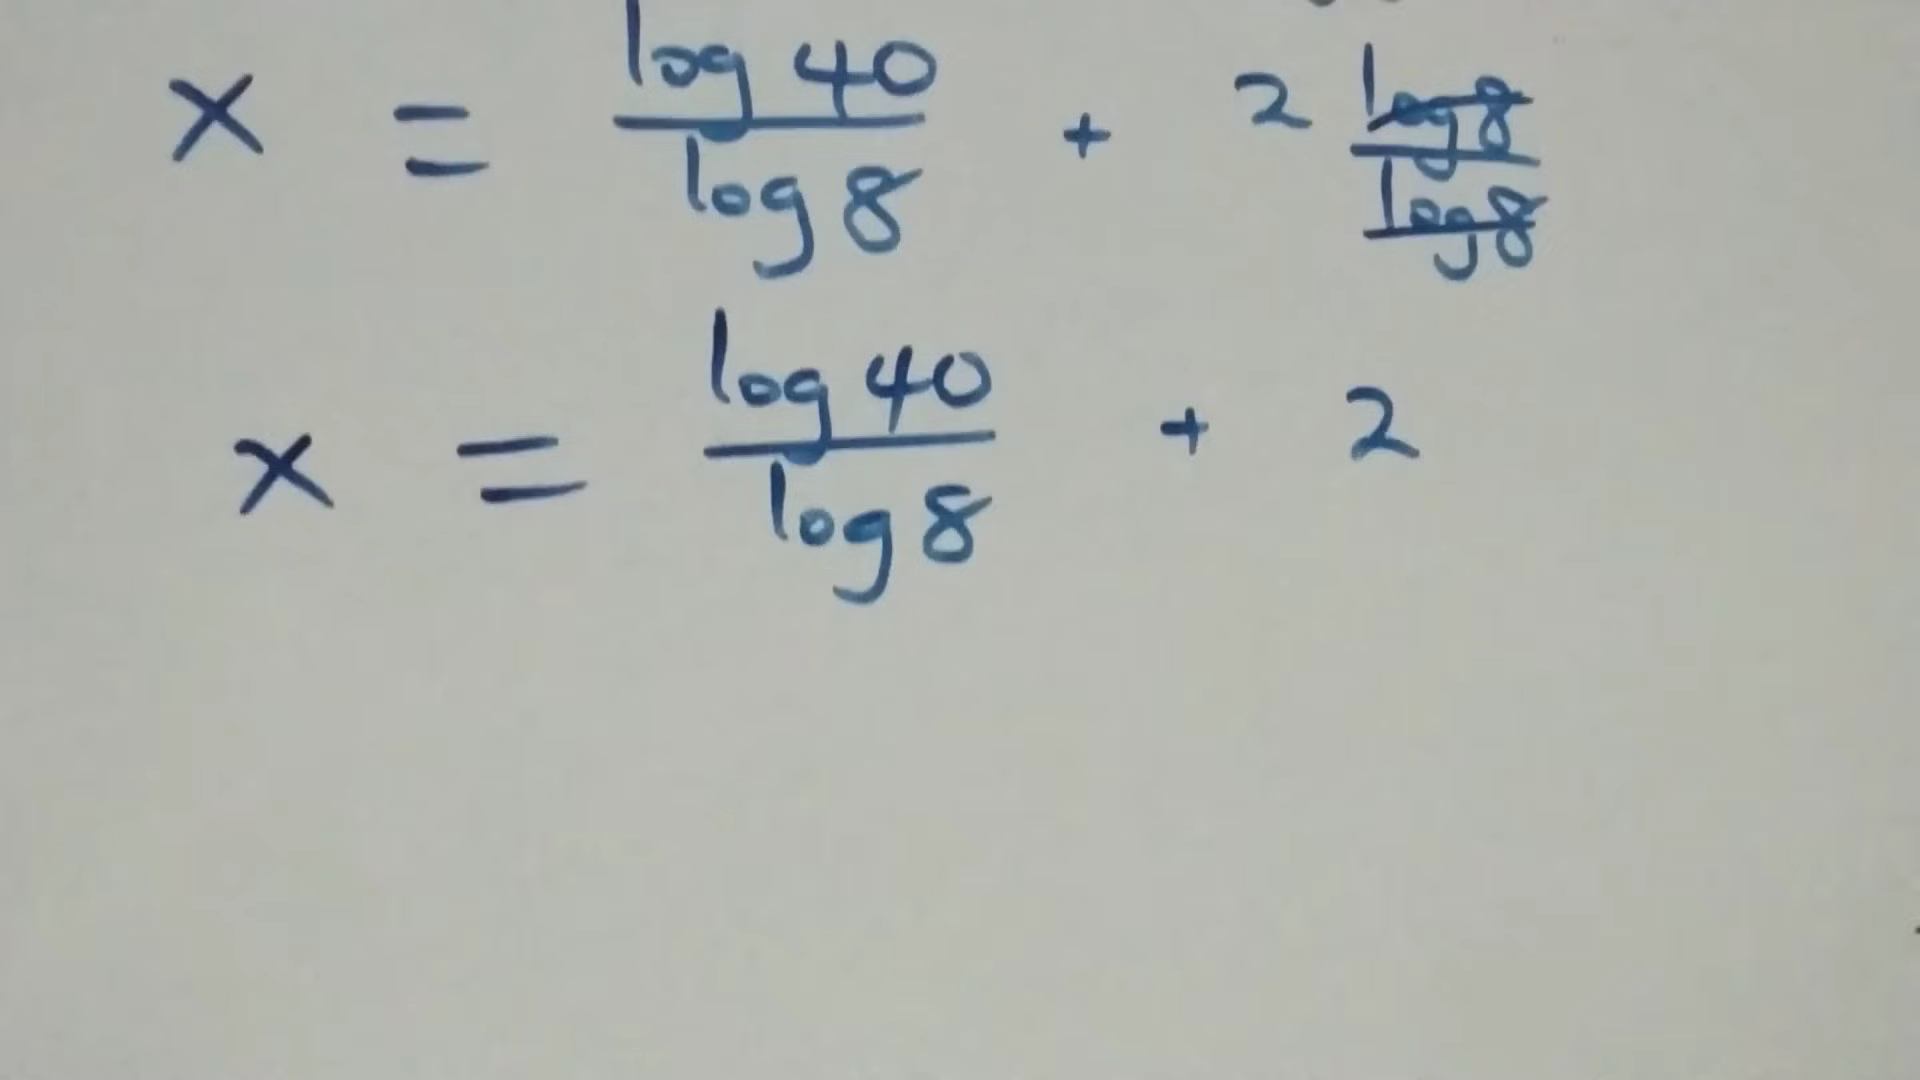 x = log 40 / log 8 + 2 log 8 / log 8
x = log 40 / log 8 + 2